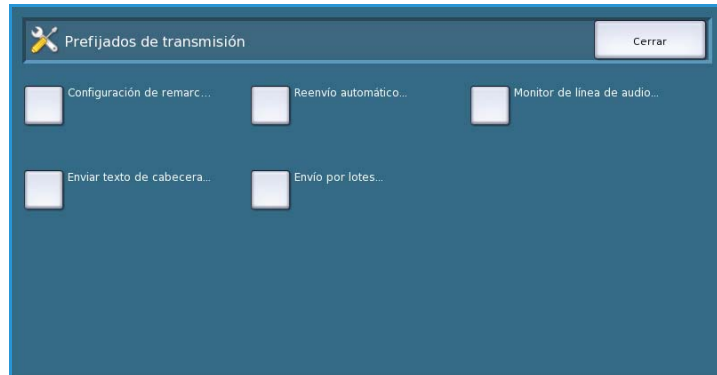 Prefijados de transmisión
Cerrar
Configuración de remarc...
Reenvío automático...
Monitor de línea de audio...
Enviar texto de cabecera...
Envío por lotes...